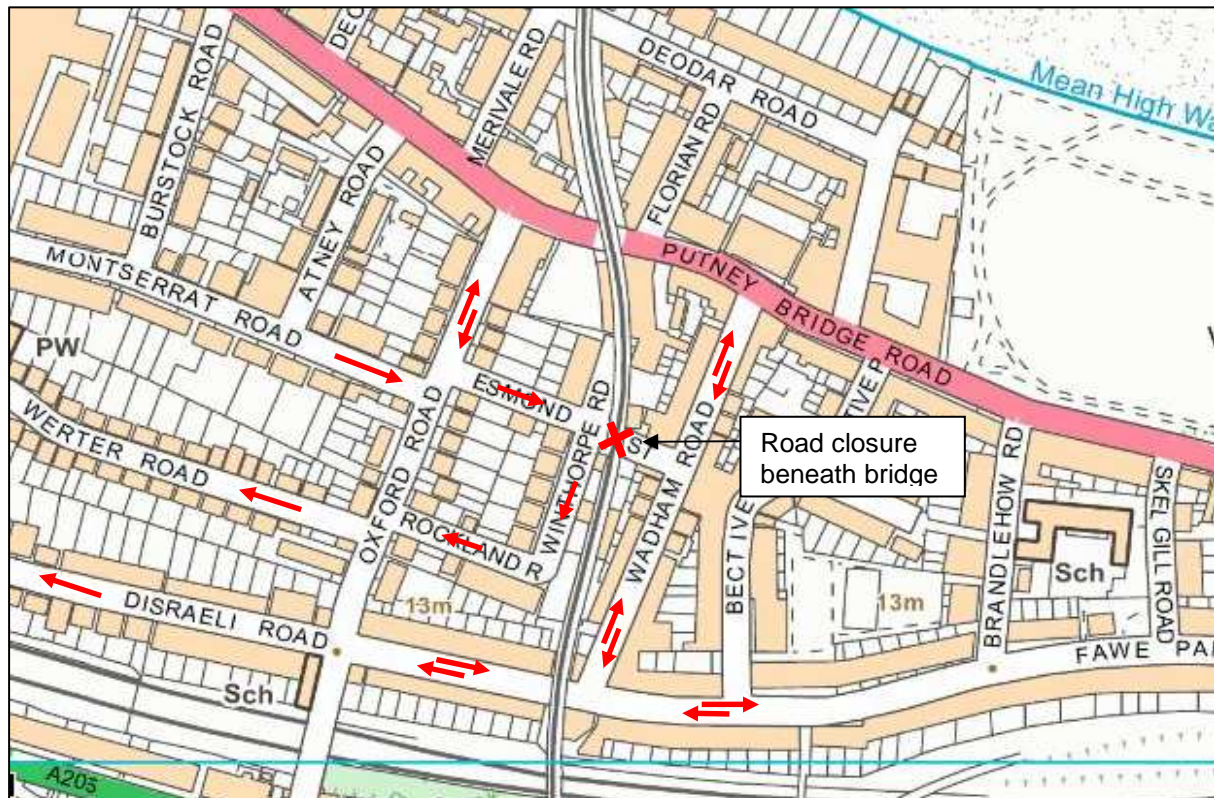 DEODAR ROAD
Mean High Wa
MERIVALE RD
BURSTOCK ROAD
FLORIAN RD
ATNEY ROAD
PUTNEY BRIDGE ROAD
MONTSERRAT ROAD
PW
ESMOND
ST
WINTHORPE RD
Road closure
beneath bridge
TIVE P
WERTER ROAD
OXFORD ROAD
ROCKLAND R
WADHAM ROAD
BECTIVE
BRANDLEHOW RD
SKELGILL ROAD
Sch
13m
13m
DISRAELI ROAD
FAWE PA
Sch
A205